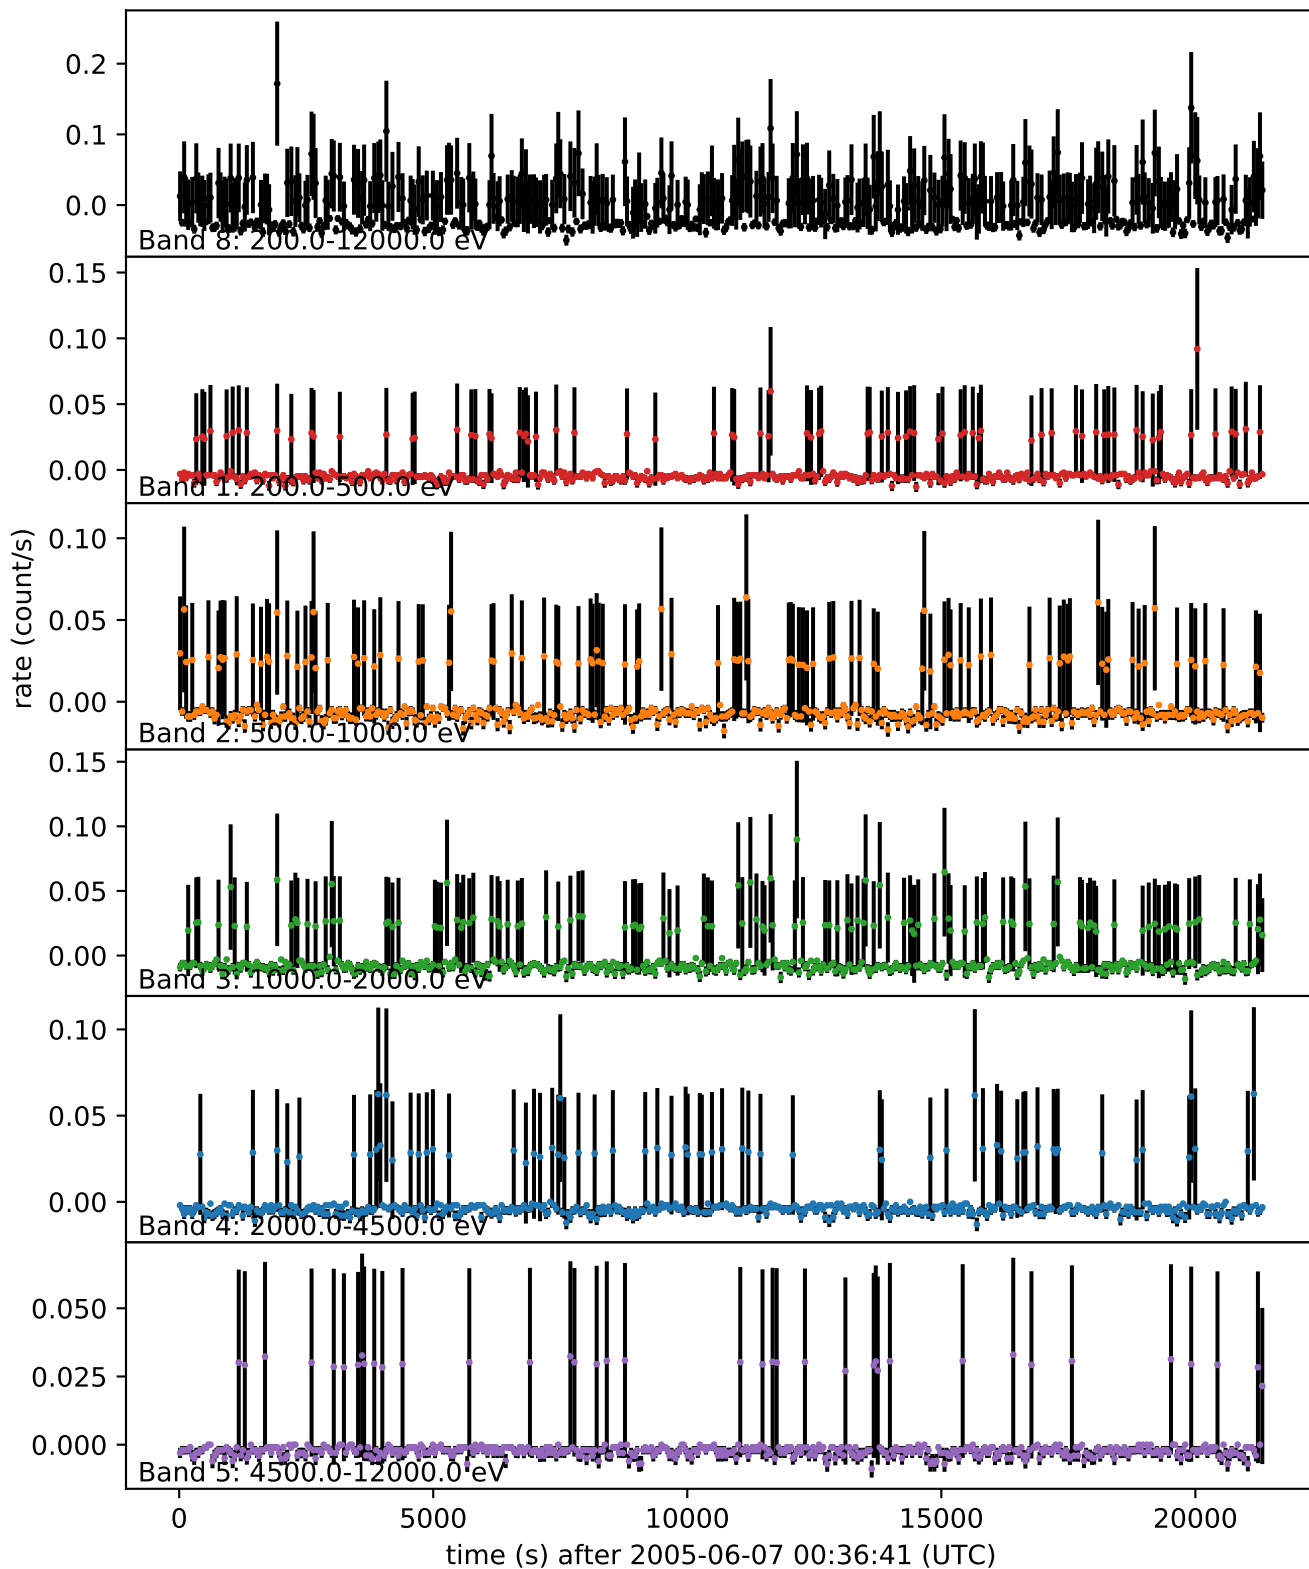 0.2
0.1
0.0
Band 8: 200.0-12000.0 eV
0.15
0.10
0.05
0.00
Band 1: 200.0-500.0 eV
0.10
0.05
0.00
Band 2: 500.0-1000.0 eV
0.15
0.10
0.05
0.00
Band 3: 1000.0-2000.0 eV
0.10
0.05
0.00
Band 4: 2000.0-4500.0 eV
0.050
0.025
0.000
Band 5: 4500.0-12000.0 eV
rate (count/s)
0 5000 10000 15000 20000
time (s) after 2005-06-07 00:36:41 (UTC)